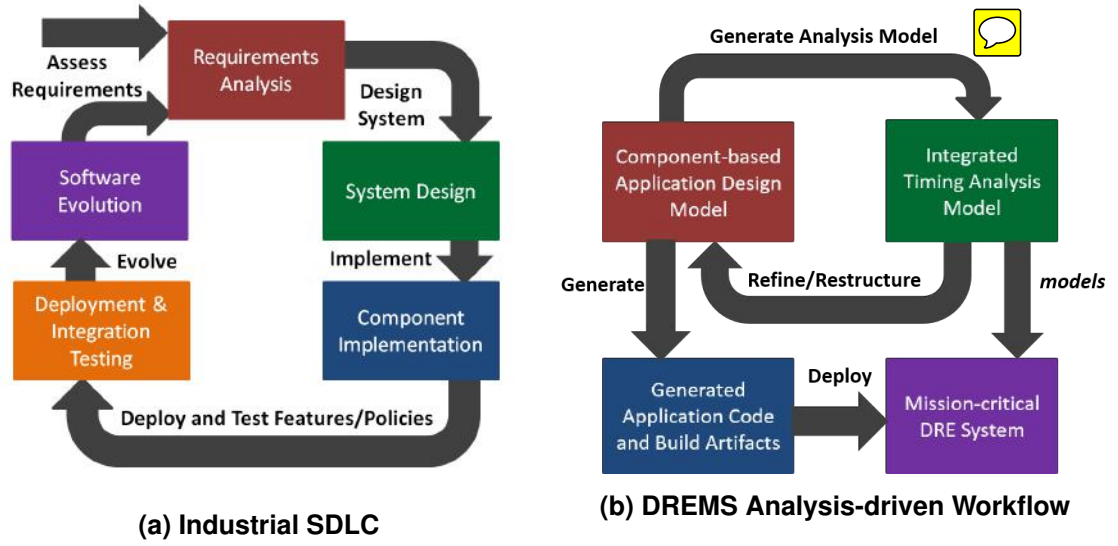 Assess
Requirements
Requirements
Analysis
Design
System
Software
Evolution
System Design
Evolve
Implement
Deployment &
Integration
Testing
Component
Implementation
Deploy and Test Features/Policies
(a) Industrial SDLC
Generate Analysis Model
Component-based
Application Design
Model
Integrated
Timing Analysis
Model
Generate
Refine/Restructure
models
Generated
Application Code
and Build Artifacts
Deploy
Mission-critical
DRE System
(b) DREMS Analysis-driven Workflow